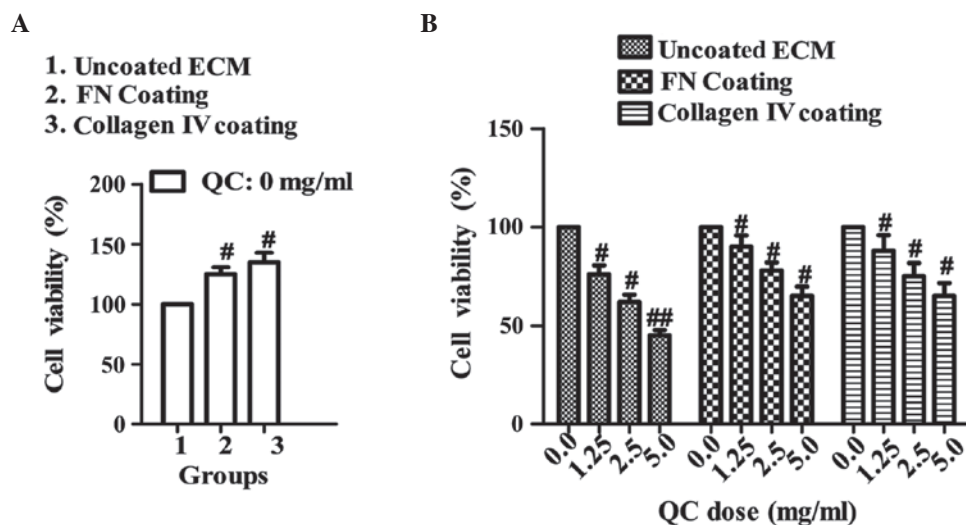 A
1. Uncoated ECM
2. FN Coating
3. Collagen IV coating
QC: 0 mg/ml
Cell viability (%)
200
150
100
50
0
#
#
1 2 3
Groups
B
Uncoated ECM
FN Coating
Collagen IV coating
Cell viability (%)
150
100
50
0
# # ## # # # # # #
0.0 1.25 2.5 5.0 0.0 1.25 2.5 5.0 0.0 1.25 2.5 5.0
QC dose (mg/ml)